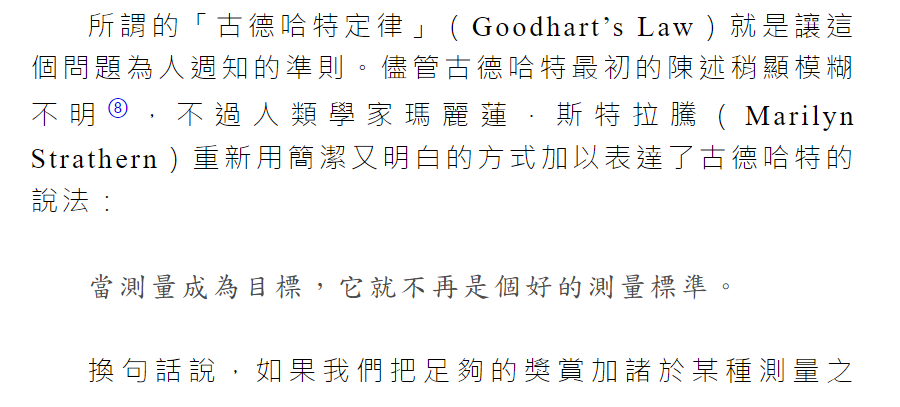 所謂的「古德哈特定律」（Goodhart’s Law）就是讓這
個問題為人週知的準則。儘管古德哈特最初的陳述稍顯模糊
不明⑧，不過人類學家瑪麗蓮．斯特拉騰（Marilyn
Strathern）重新用簡潔又明白的方式加以表達了古德哈特的
說法：
當測量成為目標，它就不再是個好的測量標準。
換句話說，如果我們把足夠的獎賞加諸於某種測量之